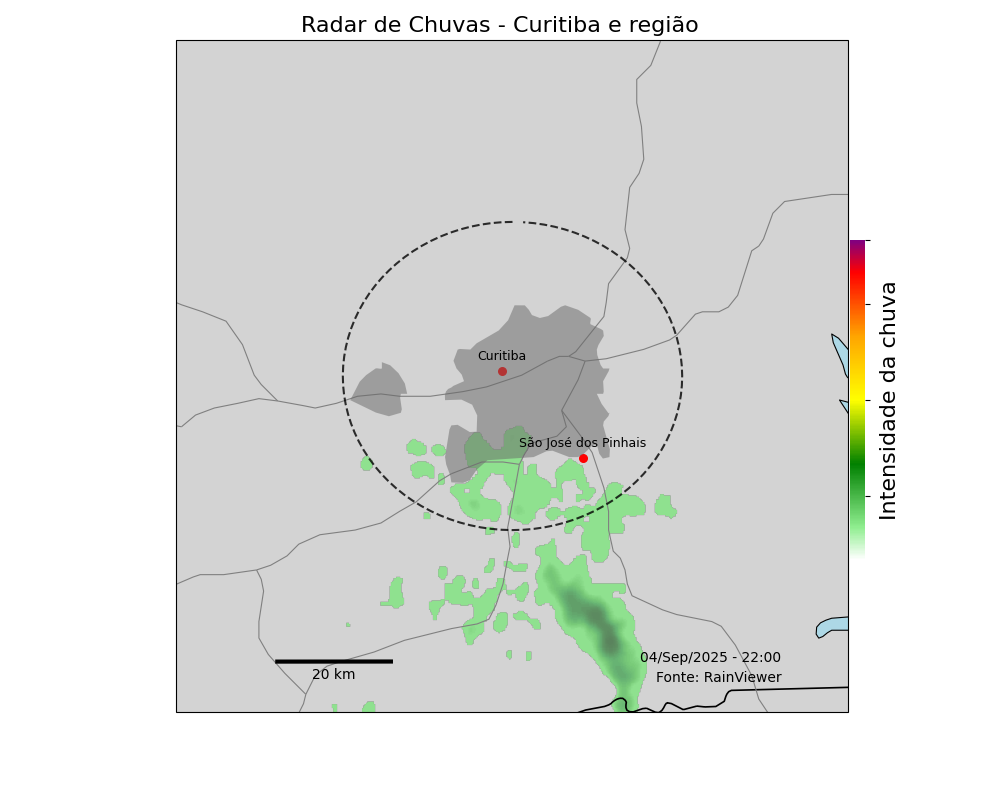 Radar de Chuvas - Curitiba e região
Curitiba
São José dos Pinhais
Intensidade da chuva
04/Sep/2025 - 22:00
Fonte: RainViewer
20 km